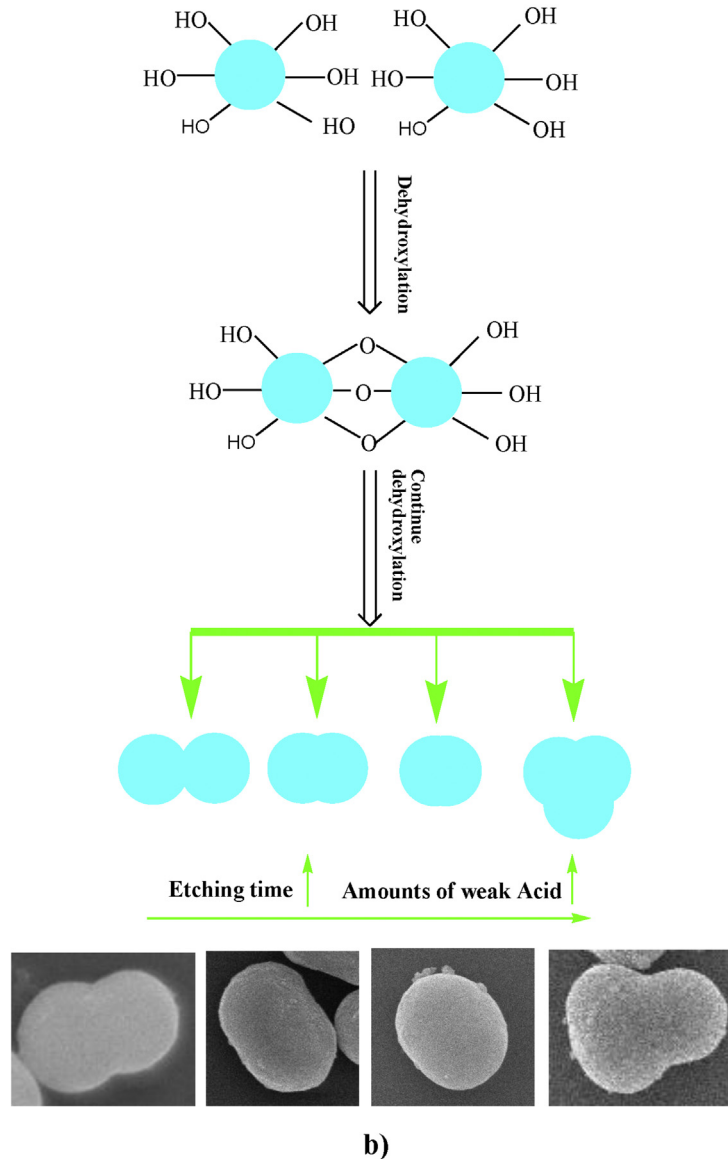 HO OH HO OH
HO OH HO OH
HO HO HO OH
Dehydroxylation
HO O OH
HO O OH
HO O OH
Continue
dehydroxylation
Etching time Amounts of weak Acid
b)